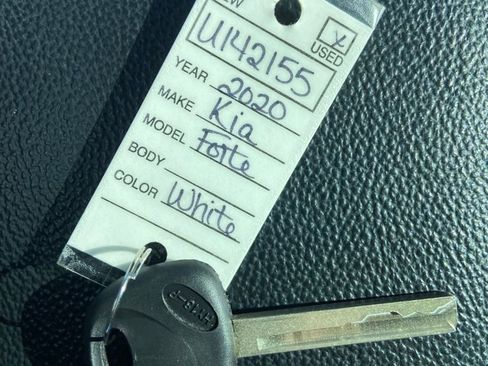 X
USED
U142155
YEAR 2020
MAKE Kia
MODEL Forte
BODY
COLOR White